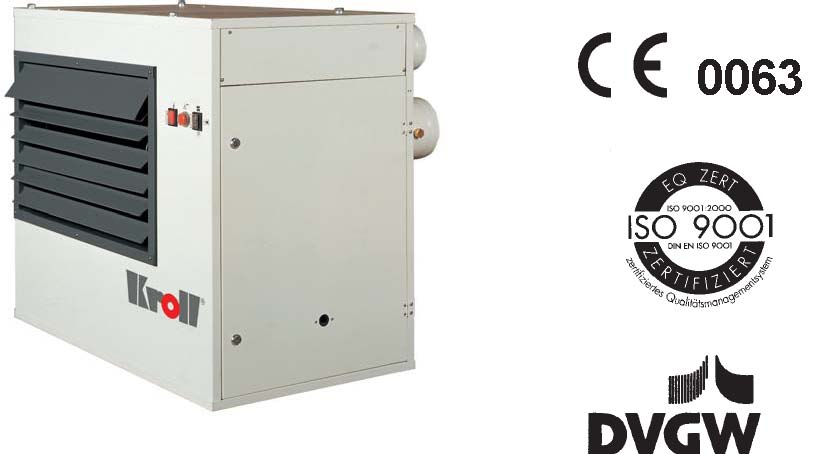 Kroll®
CE 0063
EQ ZERT
ISO 9001:2000
ISO 9001
DIN EN ISO 9001
ZERTIFIZIERT
zertifiziertes Qualitätsmanagementsystem
DVGW